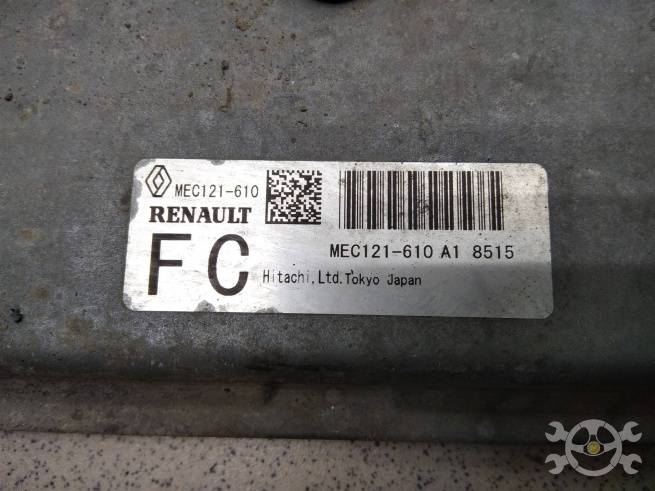 MEC121-610
RENAULT
FC
MEC121-610 A1 8515
Hitachi,Ltd.Tokyo Japan